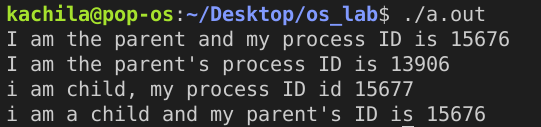 kachila@pop-os:~/Desktop/os_lab$ ./a.out
I am the parent and my process ID is 15676
I am the parent's process ID is 13906
i am child, my process ID id 15677
i am a child and my parent's ID is 15676